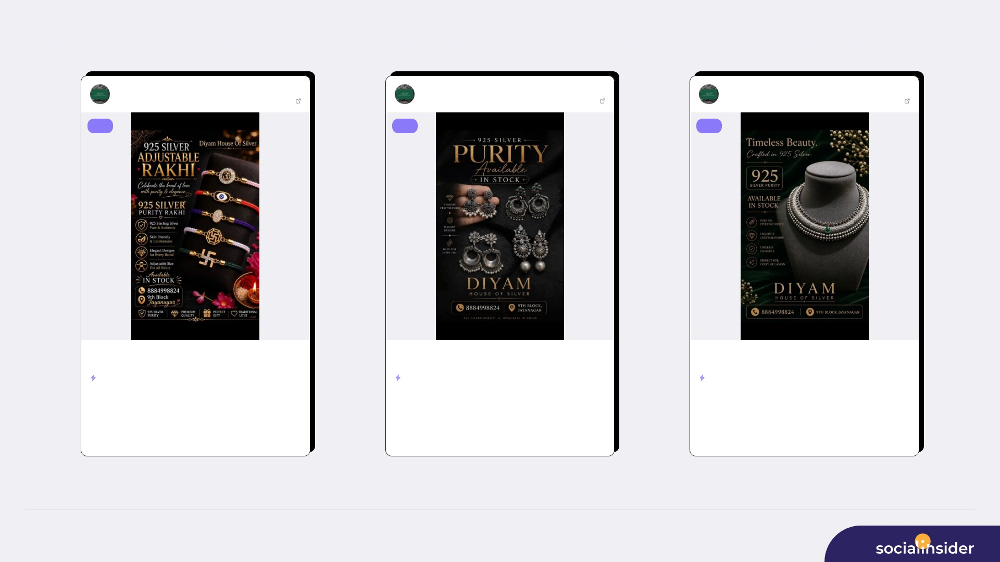 925 SILVER
ADJUSTABLE
RAKHI
Diyam House Of Silver
Celebrate the bond of love
with purity & elegance
925 SILVER
PURITY RAKHI
925 Sterling Silver
Pure & Authentic
Skin Friendly
& Comfortable
Elegant Designs
for Every Bond
Adjustable Size
Fits All Wrists
Available
IN STOCK
8884998824
9th Block
Jayanagar
925 SILVER
PURITY
PREMIUM
QUALITY
PERFECT
GIFT
TRADITIONAL
LOVE
925 SILVER
PURITY
Available
IN STOCK
TIMELESS
CRAFTSMANSHIP
ELEGANT
DESIGNS
MADE FOR
EVERY YOU
DIYAM
HOUSE OF SILVER
8884998824
9TH BLOCK,
JAYANAGAR
925 SILVER PURITY • AVAILABLE IN STOCK
Timeless Beauty.
Crafted in 925 Silver.
925
SILVER PURITY
AVAILABLE
IN STOCK
PURE 925
STERLING SILVER
EXQUISITE
CRAFTSMANSHIP
TIMELESS
ELEGANCE
PERFECT FOR
EVERY OCCASION
DIYAM
HOUSE OF SILVER
8884998824
9TH BLOCK JAYANAGAR
socialinsider